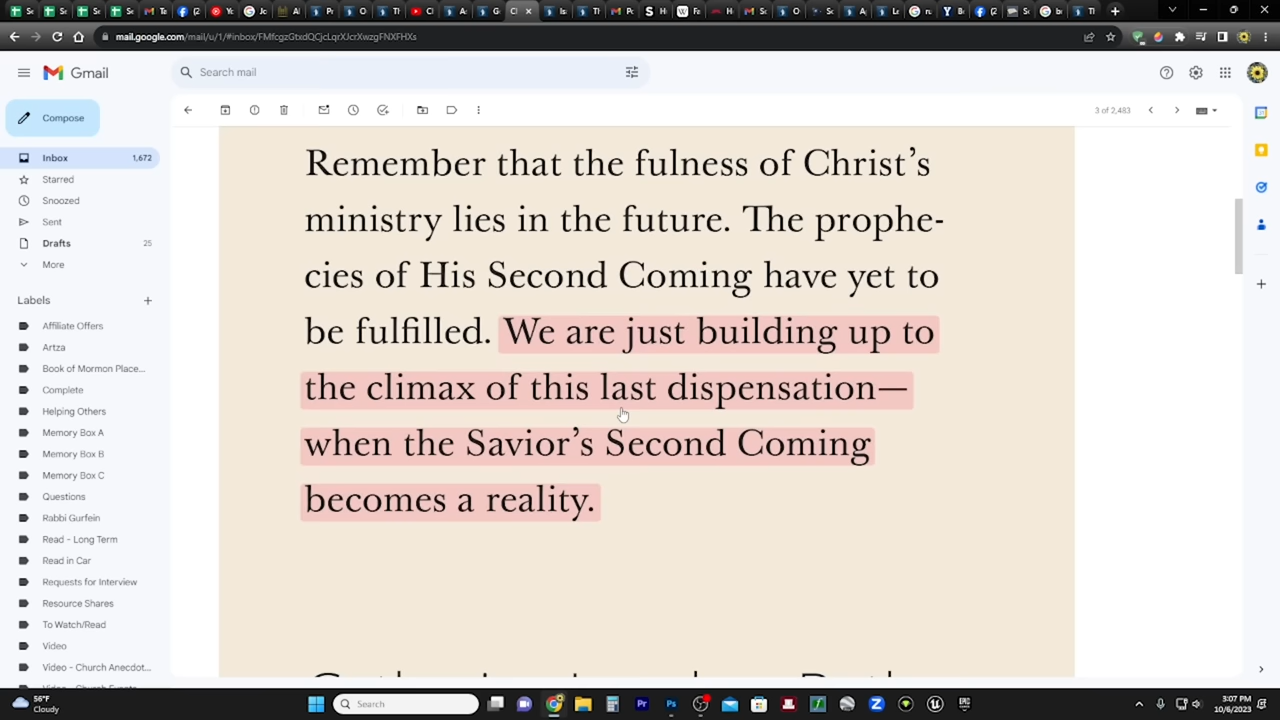 mail.google.com/mail/u/1/#inbox/FMfcgzGtxdQCjcLqrXJcrXwzgFNXFHXs
Gmail
Search mail
Compose
3 of 2,483
Inbox 1,672
Starred
Snoozed
Sent
Drafts 25
More
Labels
Affiliate Offers
Artza
Book of Mormon Place...
Complete
Helping Others
Memory Box A
Memory Box B
Memory Box C
Questions
Rabbi Gurfein
Read - Long Term
Read in Car
Requests for Interview
Resource Shares
To Watch/Read
Video
Video - Church Anecdot...
Remember that the fulness of Christ’s
ministry lies in the future. The prophe-
cies of His Second Coming have yet to
be fulfilled. We are just building up to
the climax of this last dispensation—
when the Savior’s Second Coming
becomes a reality.
56°F
Cloudy
Search
3:07 PM
10/6/2023